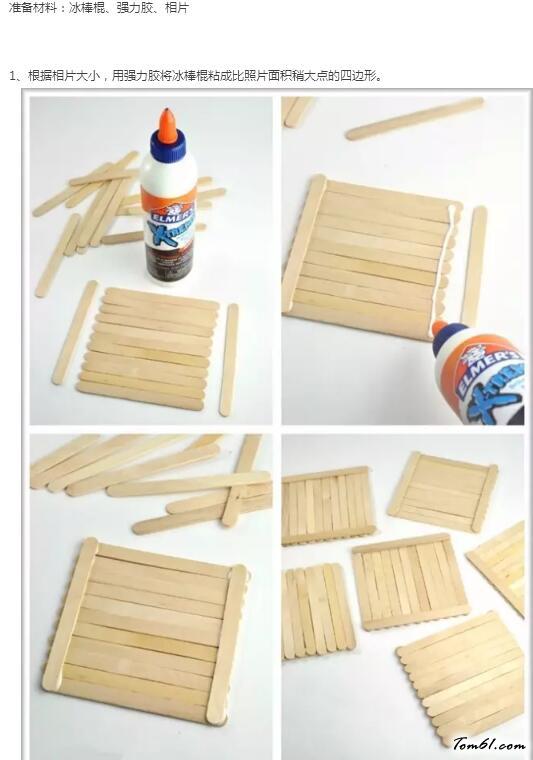 准备材料：冰棒棍、强力胶、相片
1、根据相片大小，用强力胶将冰棒棍粘成比照片面积稍大点的四边形。
ELMER'S
X-TREME
ELMER'S
X-TREME
Tom61.com